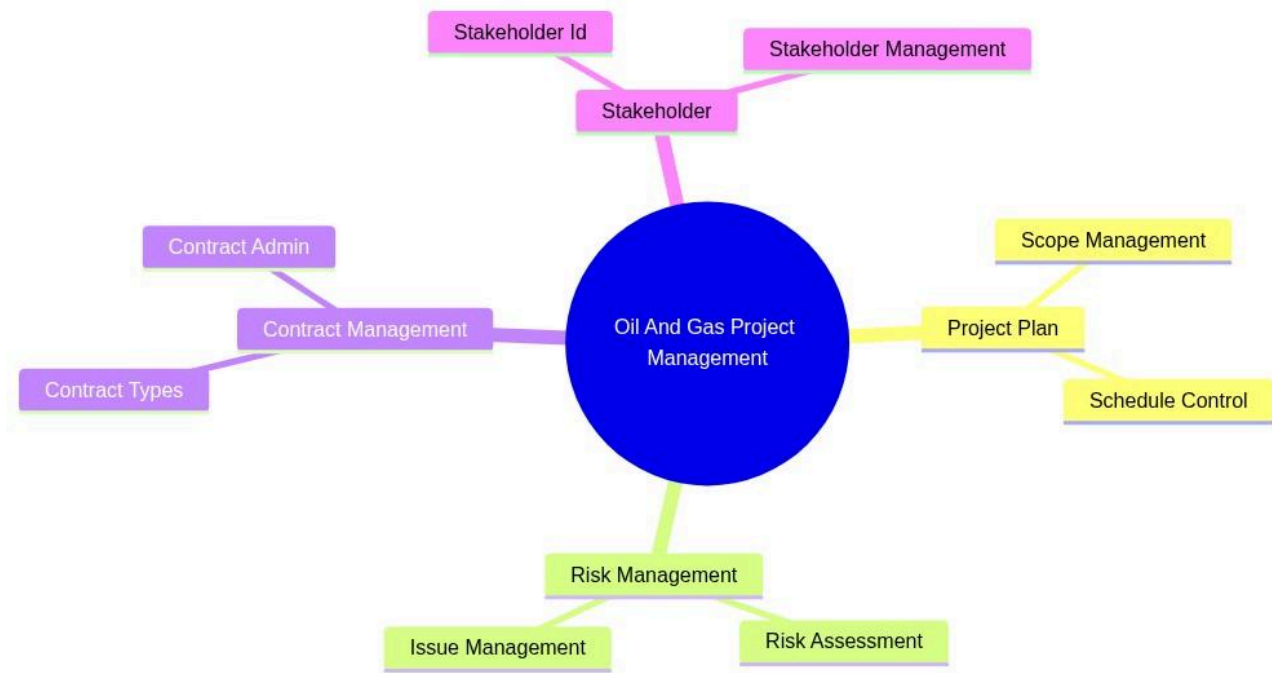 Stakeholder Id
Stakeholder Management
Stakeholder
Contract Admin
Scope Management
Contract Management
Oil And Gas Project
Management
Project Plan
Contract Types
Schedule Control
Risk Management
Issue Management
Risk Assessment